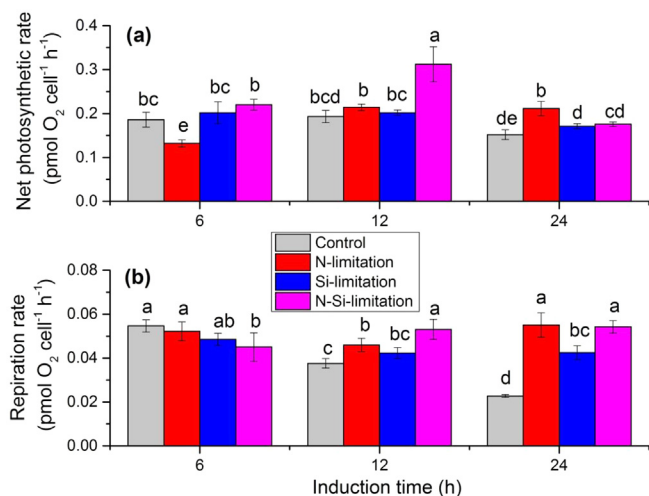 (a)
Net photosynthetic rate
(pmol O2 cell-1 h-1)
0.4
0.3
0.2
0.1
0.0
bc e bc b
bcd b bc a
de b d cd
6 12 24
Control
N-limitation
Si-limitation
N-Si-limitation
(b)
Repiration rate
(pmol O2 cell-1 h-1)
0.08
0.06
0.04
0.02
0.00
a a ab b
c b bc a
d a bc a
6 12 24
Induction time (h)